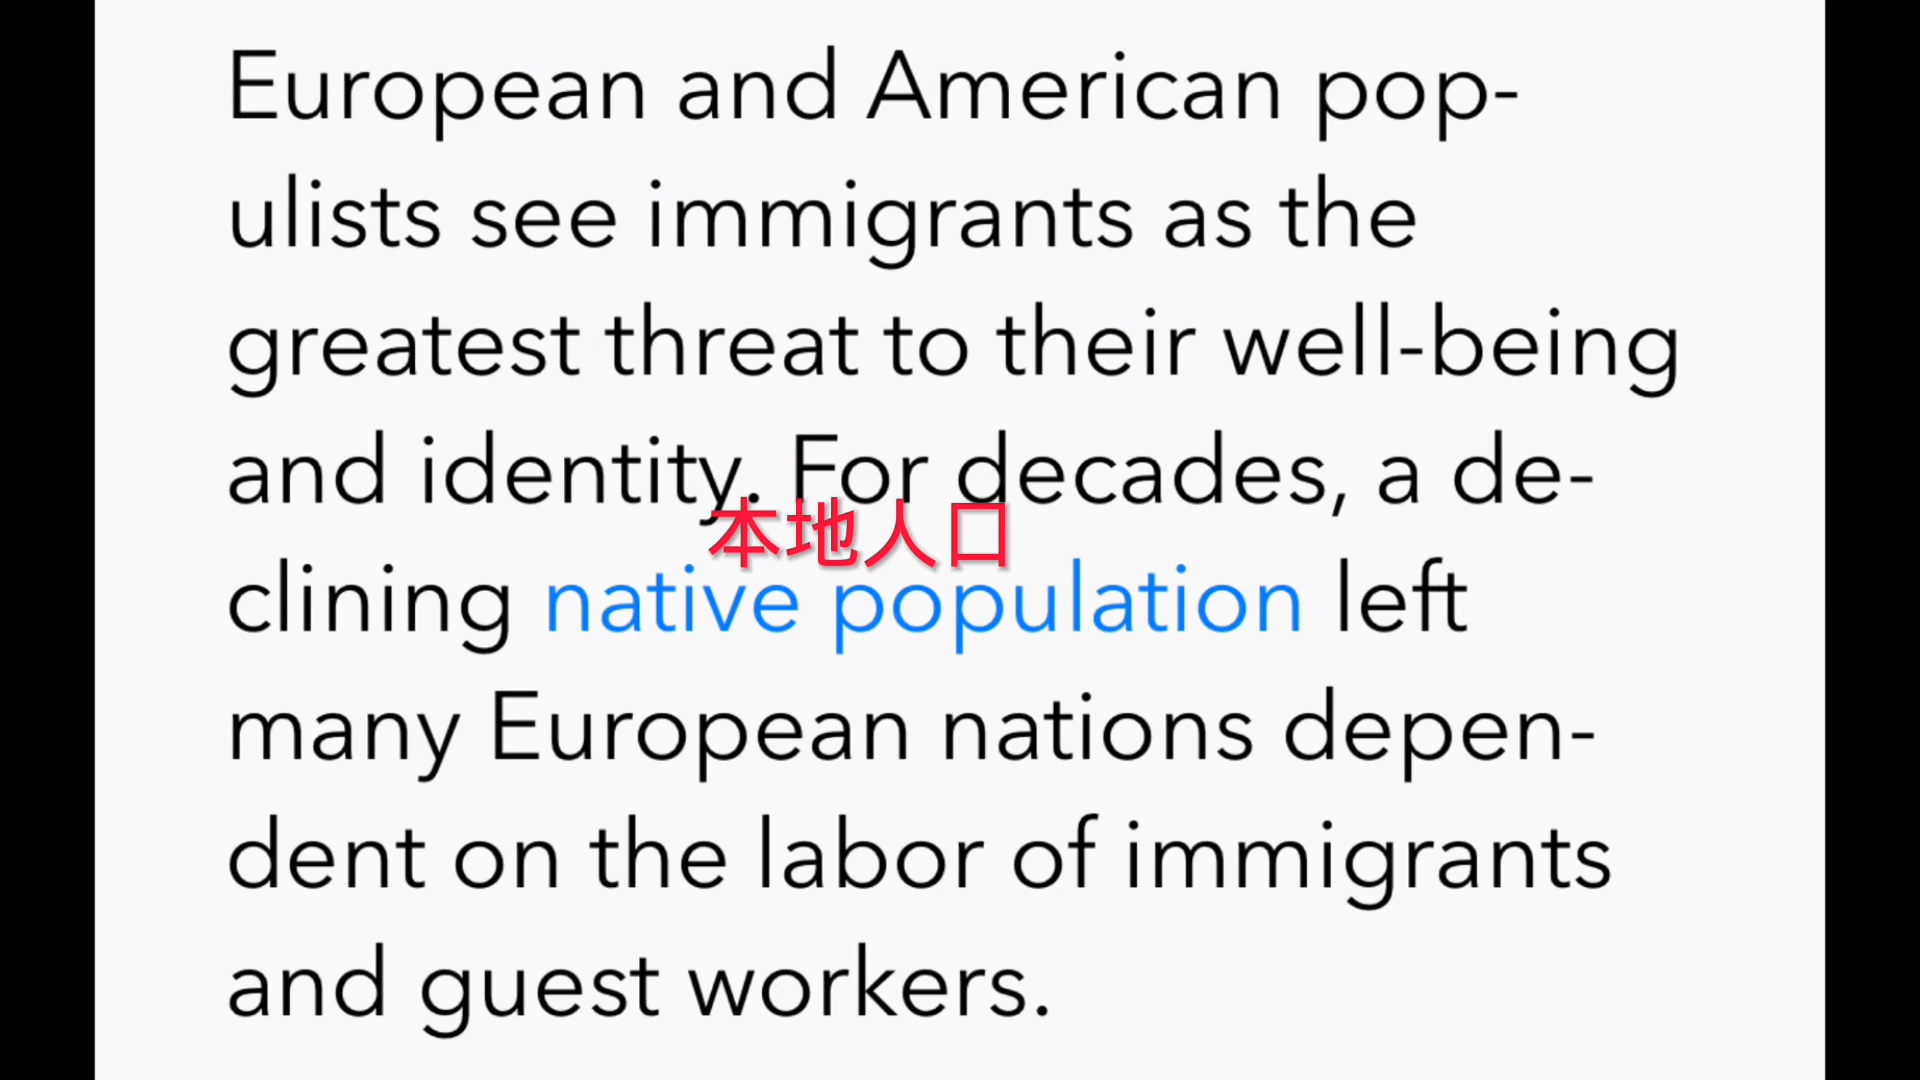 European and American pop-
ulists see immigrants as the
greatest threat to their well-being
and identity. For decades, a de-
本地人口
clining native population left
many European nations depen-
dent on the labor of immigrants
and guest workers.